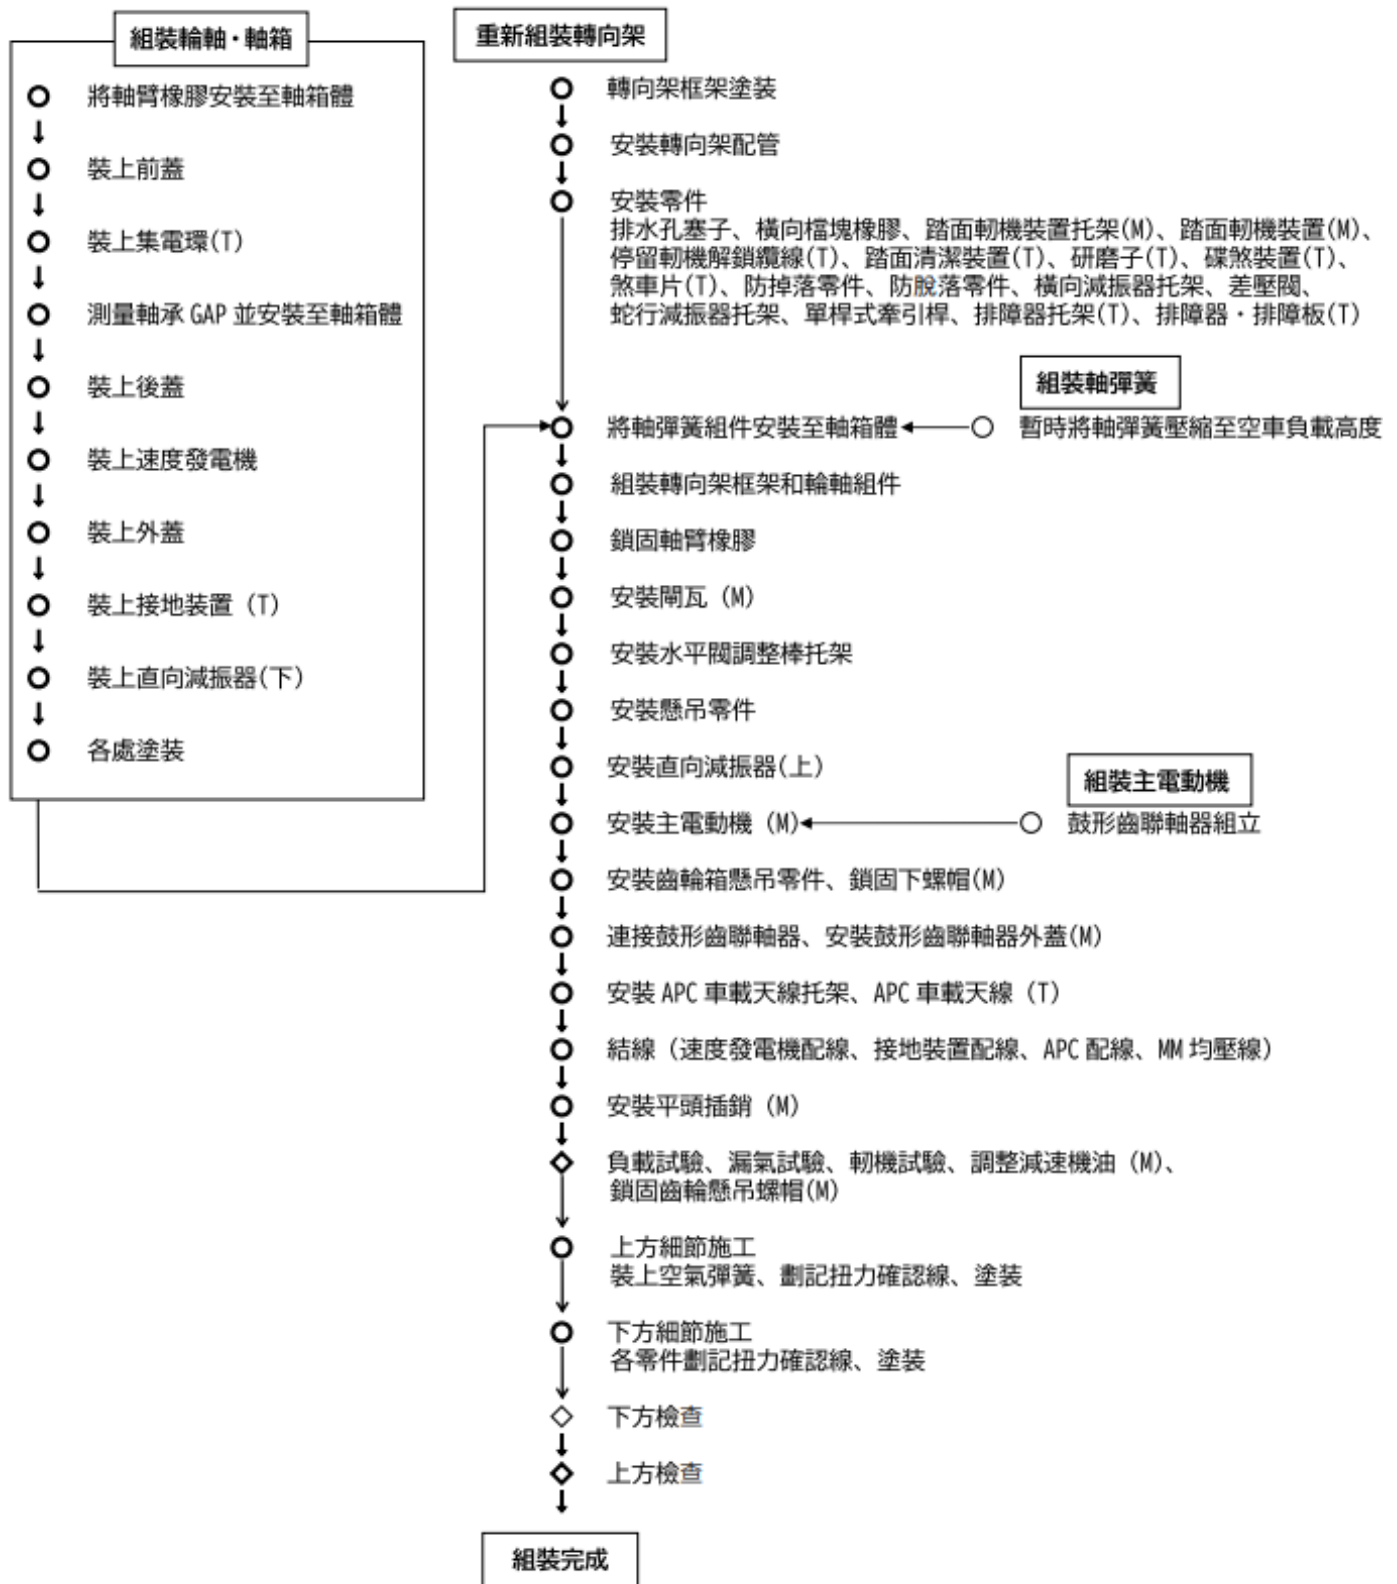 組裝輪軸・軸箱
將軸臂橡膠安裝至軸箱體
裝上前蓋
裝上集電環(T)
測量軸承 GAP 並安裝至軸箱體
裝上後蓋
裝上速度發電機
裝上外蓋
裝上接地裝置 (T)
裝上直向減振器(下)
各處塗装
重新組裝轉向架
轉向架框架塗装
安裝轉向架配管
安裝零件
排水孔塞子、橫向檔塊橡膠、踏面軔機裝置托架(M)、踏面軔機裝置(M)、
停留軔機解鎖纜線(T)、踏面清潔裝置(T)、研磨子(T)、碟煞裝置(T)、
煞車片(T)、防掉落零件、防脫落零件、橫向減振器托架、差壓閥、
蛇行減振器托架、單桿式牽引桿、排障器托架(T)、排障器・排障板(T)
組裝軸彈簧
將軸彈簧組件安裝至軸箱體
暫時將軸彈簧壓縮至空車負載高度
組裝轉向架框架和輪軸組件
鎖固軸臂橡膠
安裝閘瓦 (M)
安裝水平閥調整棒托架
安裝懸吊零件
安裝直向減振器(上)
組裝主電動機
安裝主電動機 (M)
鼓形齒聯軸器組立
安裝齒輪箱懸吊零件、鎖固下螺帽(M)
連接鼓形齒聯軸器、安裝鼓形齒聯軸器外蓋(M)
安裝 APC 車載天線托架、APC 車載天線 (T)
結線 (速度發電機配線、接地裝置配線、APC 配線、MM 均壓線)
安裝平頭插銷 (M)
負載試驗、漏氣試驗、軔機試驗、調整減速機油 (M)、
鎖固齒輪懸吊螺帽(M)
上方細節施工
裝上空氣彈簧、劃記扭力確認線、塗装
下方細節施工
各零件劃記扭力確認線、塗装
下方檢查
上方檢查
組裝完成